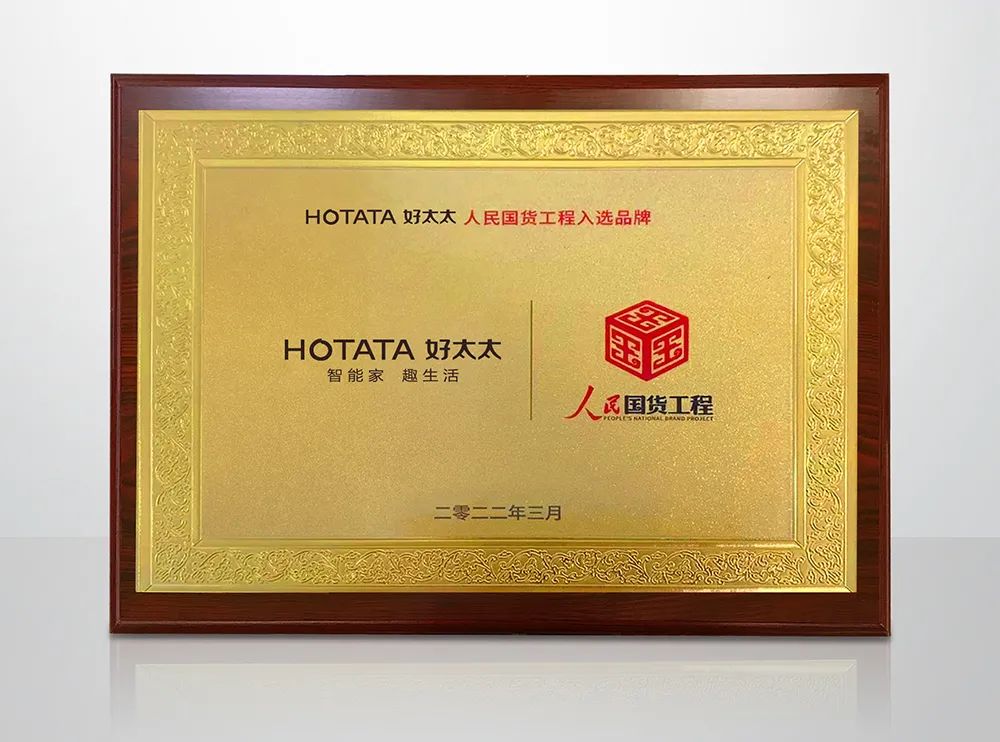 HOTATA 好太太 人民国货工程入选品牌
HOTATA 好太太
智能家 趣生活
人民国货工程
PEOPLE'S NATIONAL BRAND PROJECT
二零二二年三月